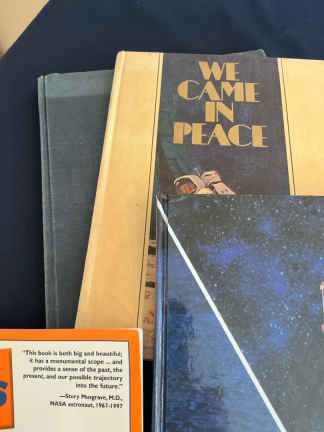 WE
CAME
IN
PEACE
"This book is both big and beautiful;
it has a monumental scope ... and
provides a sense of the past, the
present, and our possible trajectory
into the future."
—Story Musgrave, M.D.,
NASA astronaut, 1967-1997
S